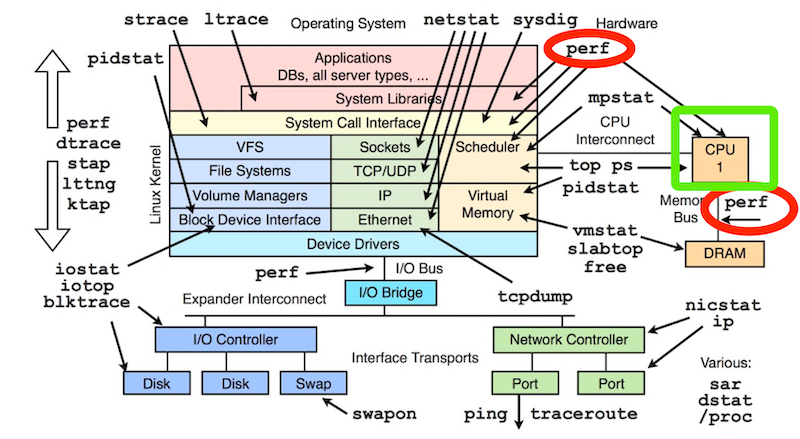 strace ltrace
Operating System
netstat sysdig
Hardware
pidstat
Applications
DBs, all server types, ...
System Libraries
System Call Interface
perf
mpstat
CPU
Interconnect
CPU
1
perf
dtrace
stap
lttng
ktap
Linux Kernel
VFS
Sockets
Scheduler
File Systems
TCP/UDP
top ps
pidstat
Volume Managers
IP
Virtual
Memory
Block Device Interface
Ethernet
Device Drivers
Memory
Bus
perf
vmstat
slabtop
free
DRAM
iostat
iotop
blktrace
perf
I/O Bus
I/O Bridge
Expander Interconnect
tcpdump
nicstat
ip
I/O Controller
Network Controller
Interface Transports
Disk
Disk
Swap
Port
Port
swapon
ping traceroute
Various:
sar
dstat
/proc